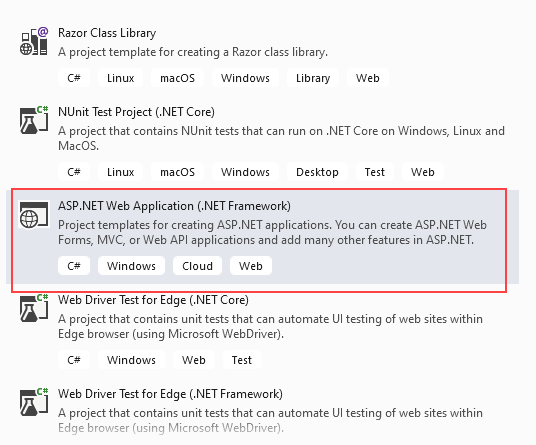 Razor Class Library
A project template for creating a Razor class library.
C# Linux macOS Windows Library Web
C#
NUnit Test Project (.NET Core)
A project that contains NUnit tests that can run on .NET Core on Windows, Linux and
MacOS.
C# Linux macOS Windows Desktop Test Web
ASP.NET Web Application (.NET Framework)
Project templates for creating ASP.NET applications. You can create ASP.NET Web
Forms, MVC, or Web API applications and add many other features in ASP.NET.
C# Windows Cloud Web
C#
Web Driver Test for Edge (.NET Core)
A project that contains unit tests that can automate UI testing of web sites within
Edge browser (using Microsoft WebDriver).
C# Windows Web Test
C#
Web Driver Test for Edge (.NET Framework)
A project that contains unit tests that can automate UI testing of web sites within
Edge browser (using Microsoft WebDriver).